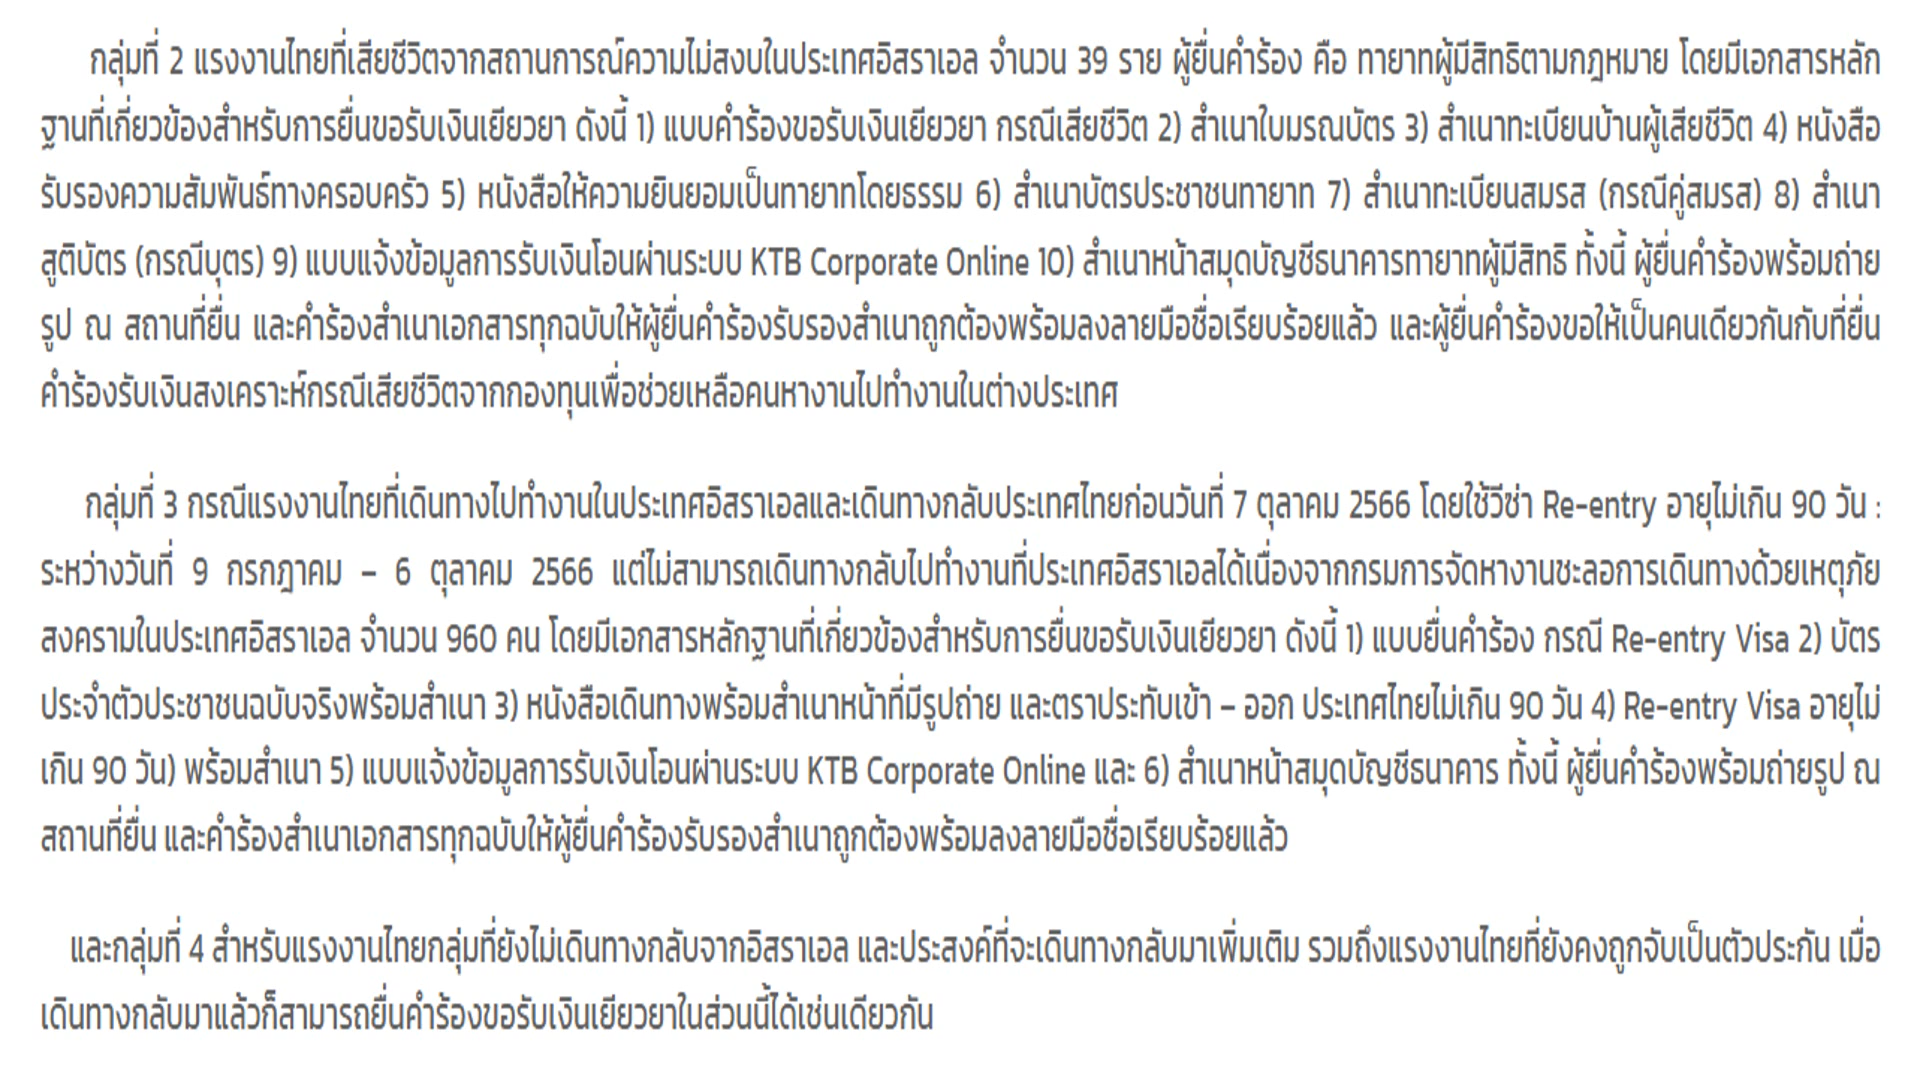 กลุ่มที่ 2 แรงงานไทยที่เสียชีวิตจากสถานการณ์ความไม่สงบในประเทศอิสราเอล จำนวน 39 ราย ผู้ยื่นคำร้อง คือ ทายาทผู้มีสิทธิตามกฎหมาย โดยมีเอกสารหลัก
ฐานที่เกี่ยวข้องสำหรับการยื่นขอรับเงินเยียวยา ดังนี้ 1) แบบคำร้องขอรับเงินเยียวยา กรณีเสียชีวิต 2) สำเนาใบมรณบัตร 3) สำเนาทะเบียนบ้านผู้เสียชีวิต 4) หนังสือ
รับรองความสัมพันธ์ทางครอบครัว 5) หนังสือให้ความยินยอมเป็นทายาทโดยธรรม 6) สำเนาบัตรประชาชนทายาท 7) สำเนาทะเบียนสมรส (กรณีคู่สมรส) 8) สำเนา
สูติบัตร (กรณีบุตร) 9) แบบแจ้งข้อมูลการรับเงินโอนผ่านระบบ KTB Corporate Online 10) สำเนาหน้าสมุดบัญชีธนาคารทายาทผู้มีสิทธิ ทั้งนี้ ผู้ยื่นคำร้องพร้อมถ่าย
รูป ณ สถานที่ยื่น และคำร้องสำเนาเอกสารทุกฉบับให้ผู้ยื่นคำร้องรับรองสำเนาถูกต้องพร้อมลงลายมือชื่อเรียบร้อยแล้ว และผู้ยื่นคำร้องขอให้เป็นคนเดียวกันกับที่ยื่น
คำร้องรับเงินสงเคราะห์กรณีเสียชีวิตจากกองทุนเพื่อช่วยเหลือคนหางานไปทำงานในต่างประเทศ
กลุ่มที่ 3 กรณีแรงงานไทยที่เดินทางไปทำงานในประเทศอิสราเอลและเดินทางกลับประเทศไทยก่อนวันที่ 7 ตุลาคม 2566 โดยใช้วีซ่า Re-entry อายุไม่เกิน 90 วัน :
ระหว่างวันที่ 9 กรกฎาคม – 6 ตุลาคม 2566 แต่ไม่สามารถเดินทางกลับไปทำงานที่ประเทศอิสราเอลได้เนื่องจากกรมการจัดหางานชะลอการเดินทางด้วยเหตุภัย
สงครามในประเทศอิสราเอล จำนวน 960 คน โดยมีเอกสารหลักฐานที่เกี่ยวข้องสำหรับการยื่นขอรับเงินเยียวยา ดังนี้ 1) แบบยื่นคำร้อง กรณี Re-entry Visa 2) บัตร
ประจำตัวประชาชนฉบับจริงพร้อมสำเนา 3) หนังสือเดินทางพร้อมสำเนาหน้าที่มีรูปถ่าย และตราประทับเข้า – ออก ประเทศไทยไม่เกิน 90 วัน 4) Re-entry Visa อายุไม่
เกิน 90 วัน) พร้อมสำเนา 5) แบบแจ้งข้อมูลการรับเงินโอนผ่านระบบ KTB Corporate Online และ 6) สำเนาหน้าสมุดบัญชีธนาคาร ทั้งนี้ ผู้ยื่นคำร้องพร้อมถ่ายรูป ณ
สถานที่ยื่น และคำร้องสำเนาเอกสารทุกฉบับให้ผู้ยื่นคำร้องรับรองสำเนาถูกต้องพร้อมลงลายมือชื่อเรียบร้อยแล้ว
และกลุ่มที่ 4 สำหรับแรงงานไทยกลุ่มที่ยังไม่เดินทางกลับจากอิสราเอล และประสงค์ที่จะเดินทางกลับมาเพิ่มเติม รวมถึงแรงงานไทยที่ยังคงถูกจับเป็นตัวประกัน เมื่อ
เดินทางกลับมาแล้วก็สามารถยื่นคำร้องขอรับเงินเยียวยาในส่วนนี้ได้เช่นเดียวกัน